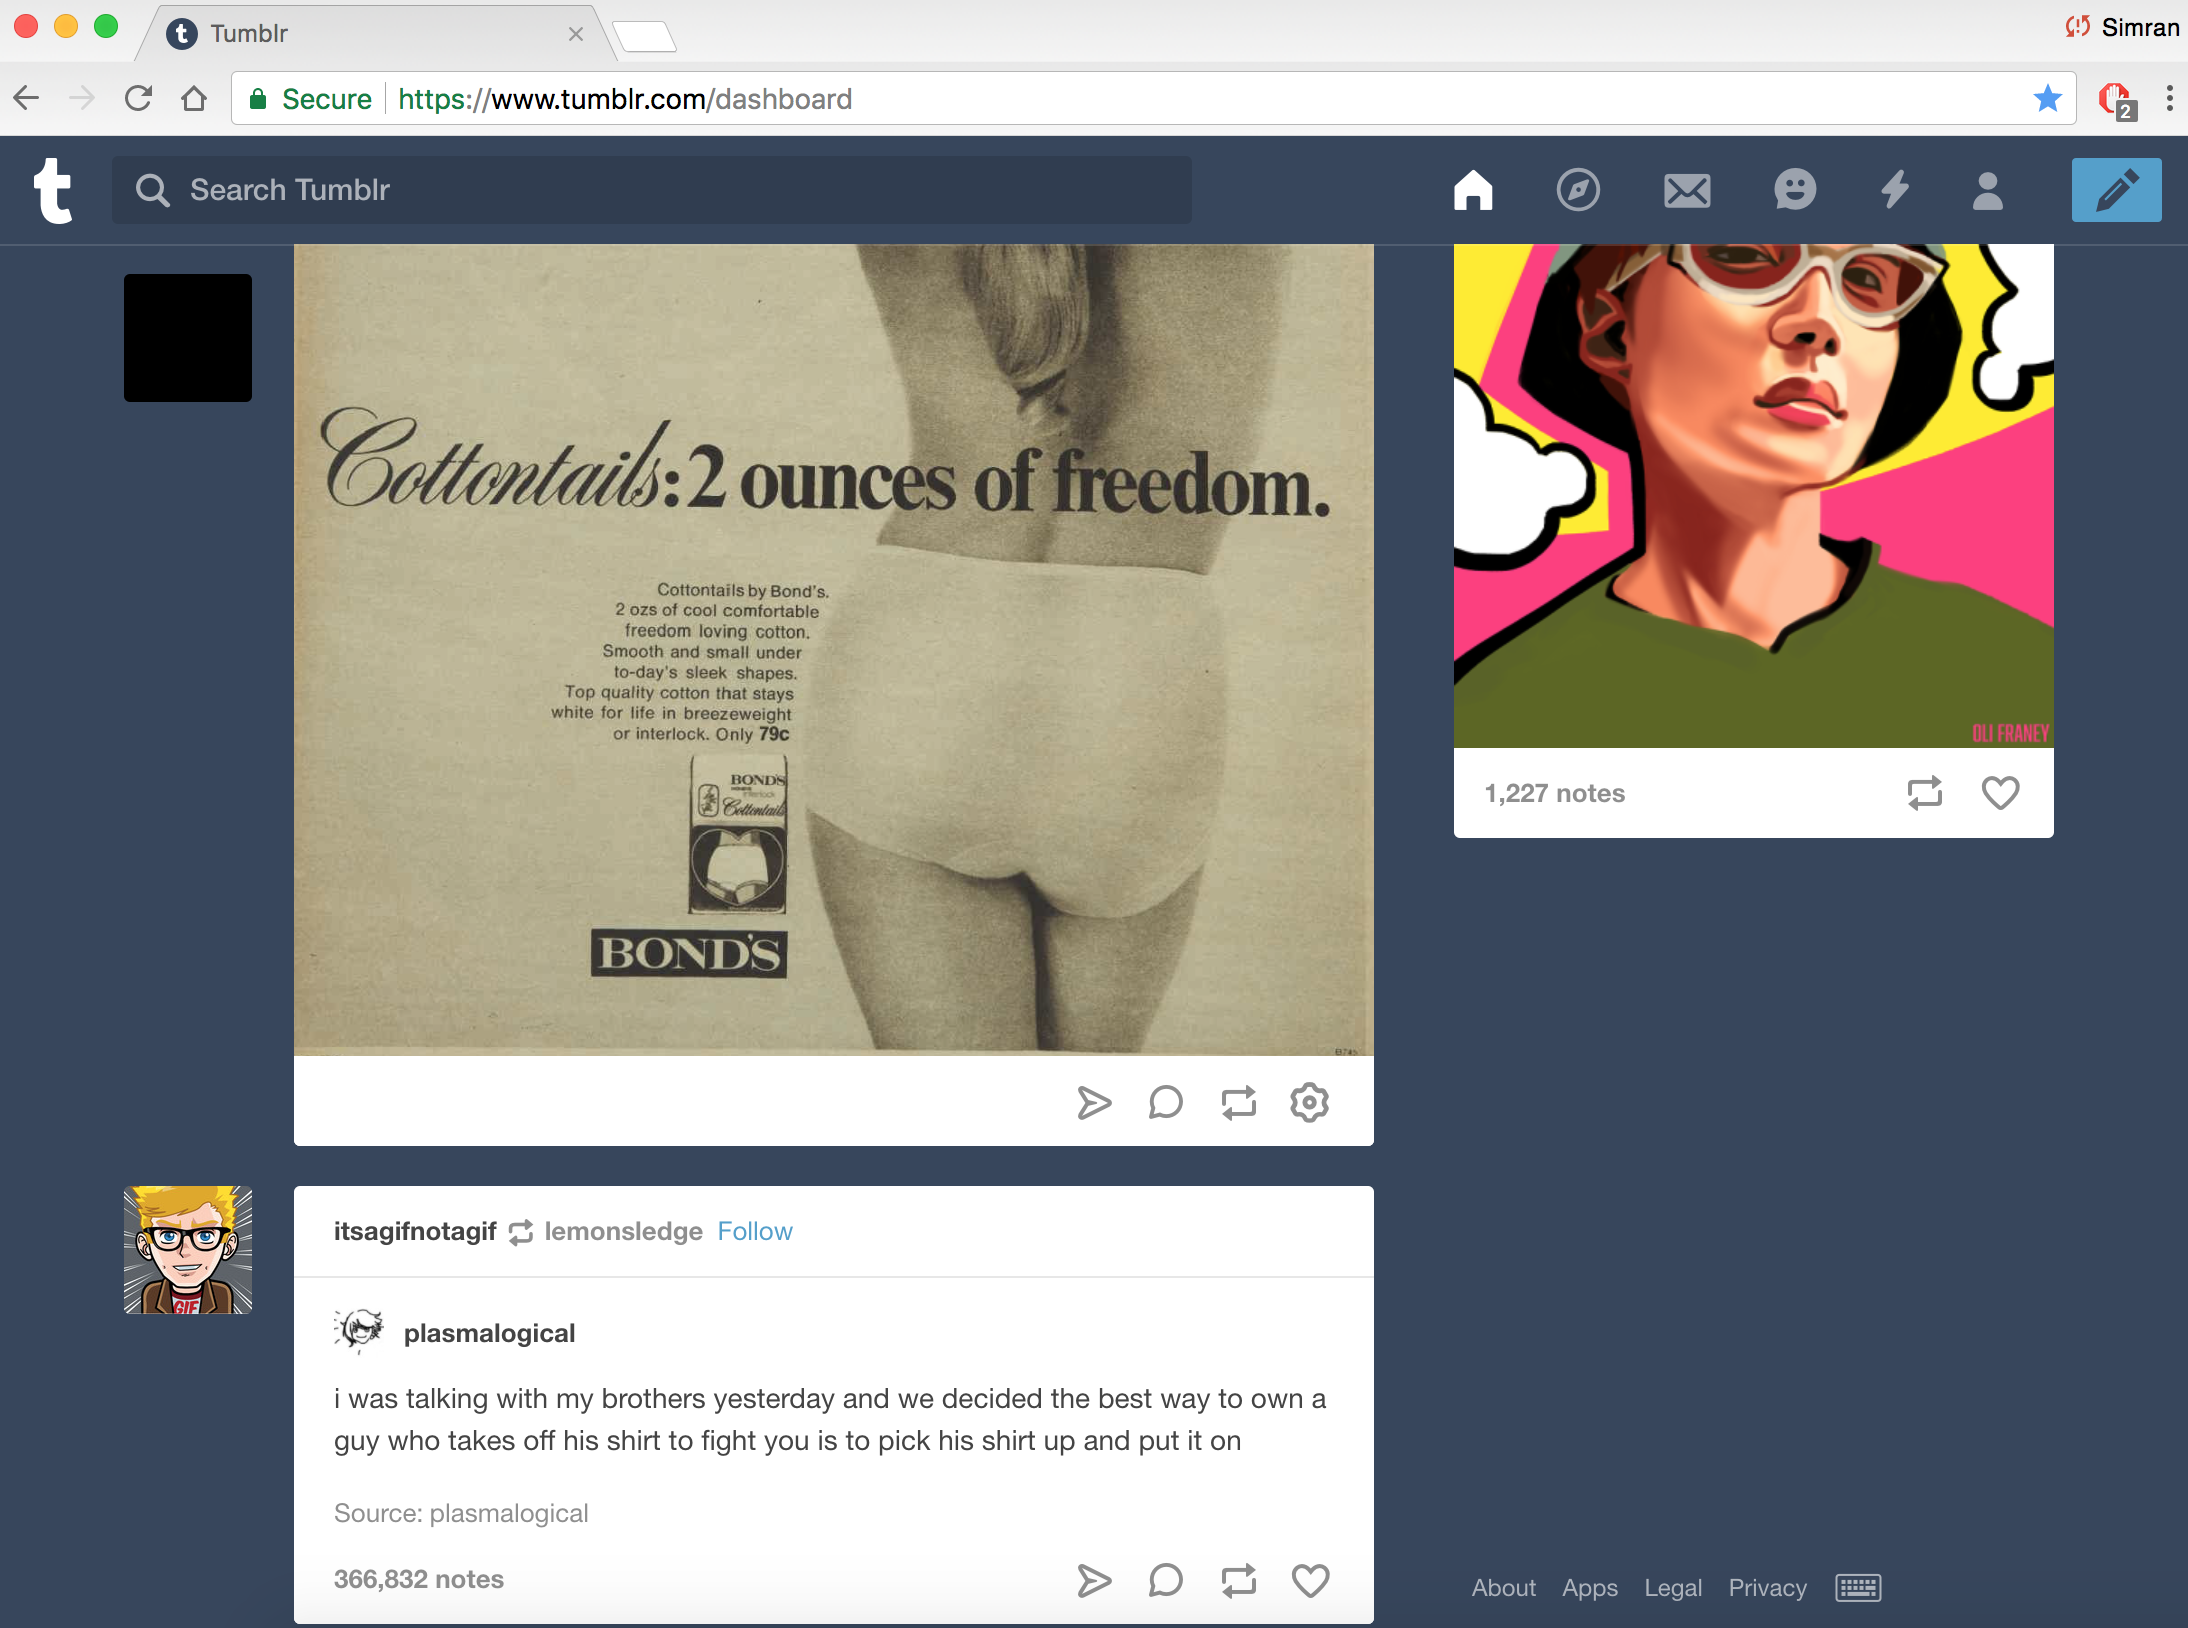 Tumblr
Simran
Secure
https://www.tumblr.com/dashboard
2
t
Search Tumblr
Cottontails: 2 ounces of freedom.
Cottontails by Bond's.
2 ozs of cool comfortable
freedom loving cotton.
Smooth and small under
to-day's sleek shapes.
Top quality cotton that stays
white for life in breezeweight
or interlock. Only 79c
BOND'S
interlock
Cottontails
BOND'S
OLI FRANEY
1,227 notes
GIF
itsagifnotagif lemonsledge Follow
plasmalogical
i was talking with my brothers yesterday and we decided the best way to own a
guy who takes off his shirt to fight you is to pick his shirt up and put it on
Source: plasmalogical
366,832 notes
About Apps Legal Privacy